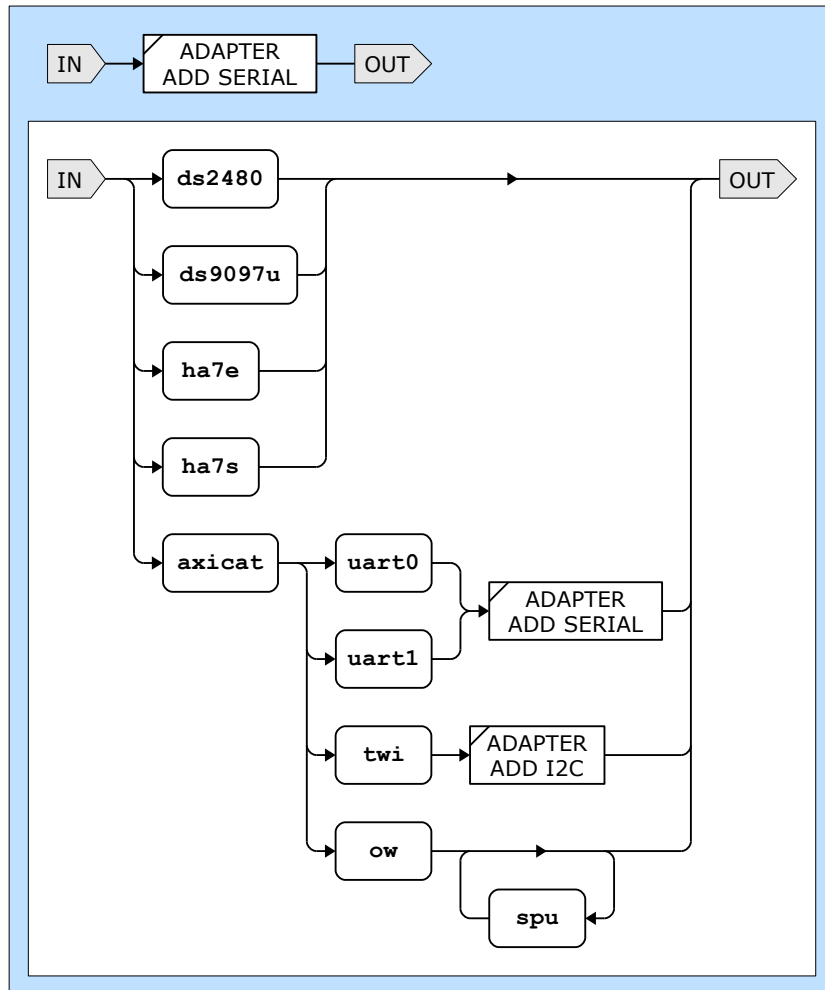 IN
ADAPTER
ADD SERIAL
OUT
IN
ds2480
OUT
ds9097u
ha7e
ha7s
axicat
uart0
ADAPTER
ADD SERIAL
uart1
twi
ADAPTER
ADD I2C
ow
spu